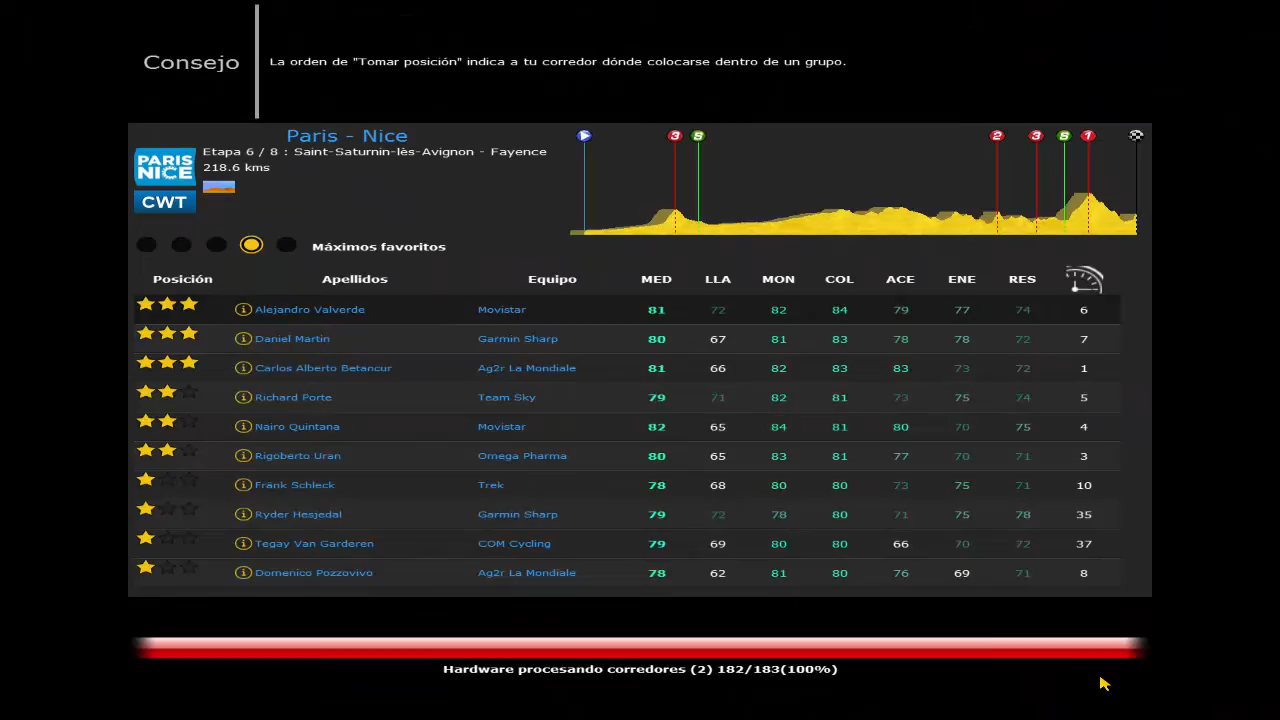 Consejo
La orden de "Tomar posición" indica a tu corredor dónde colocarse dentro de un grupo.
Paris - Nice
Etapa 6 / 8 : Saint-Saturnin-lès-Avignon - Fayence
218.6 kms
PARIS
NICE
CWT
3 S 2 3 S 1
Máximos favoritos
Posición Apellidos Equipo MED LLA MON COL ACE ENE RES
Alejandro Valverde Movistar 81 72 82 84 79 77 74 6
Daniel Martin Garmin Sharp 80 67 81 83 78 78 72 7
Carlos Alberto Betancur Ag2r La Mondiale 81 66 82 83 83 73 72 1
Richard Porte Team Sky 79 71 82 81 73 75 74 5
Nairo Quintana Movistar 82 65 84 81 80 70 75 4
Rigoberto Uran Omega Pharma 80 65 83 81 77 70 71 3
Fränk Schleck Trek 78 68 80 80 73 75 71 10
Ryder Hesjedal Garmin Sharp 79 72 78 80 71 75 78 35
Tegay Van Garderen COM Cycling 79 69 80 80 66 70 72 37
Domenico Pozzovivo Ag2r La Mondiale 78 62 81 80 76 69 71 8
Hardware procesando corredores (2) 182/183(100%)